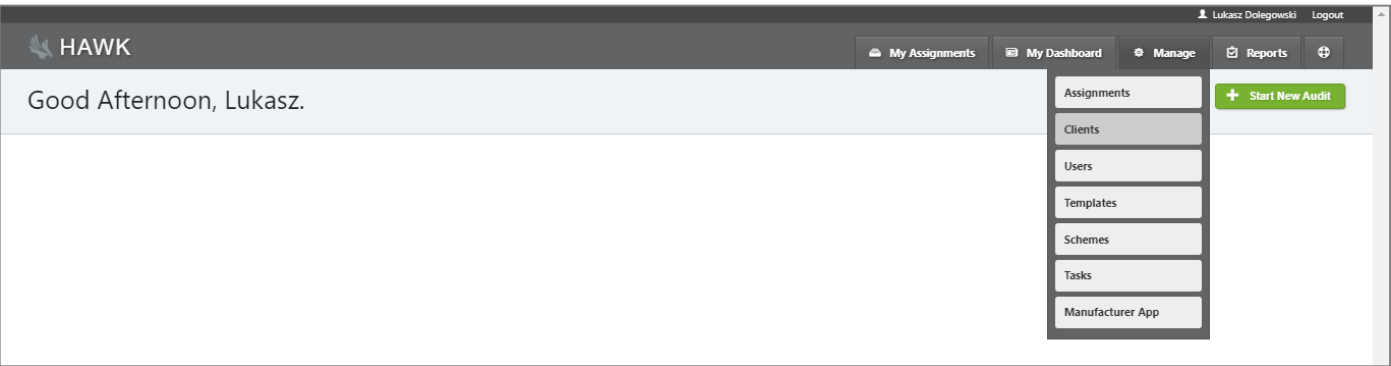 Lukasz Dolegowski Logout
HAWK
My Assignments My Dashboard Manage Reports
Good Afternoon, Lukasz.
Start New Audit
Assignments
Clients
Users
Templates
Schemes
Tasks
Manufacturer App